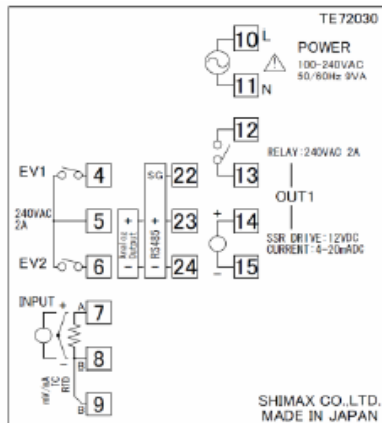 TE72030
10 L
POWER
100-240VAC
50/60Hz 9VA
11 N
12
RELAY:240VAC 2A
13
OUT1
EV1
4
SG
22
240VAC
2A
5
+
Analog
Output
-
+
RS485
-
23
+
14
SSR DRIVE:12VDC
CURRENT:4-20mADC
EV2
6
24
-
15
INPUT
+
A
7
-
B
8
mV/mA
TC
RTD
B
9
SHIMAX CO.,LTD.
MADE IN JAPAN